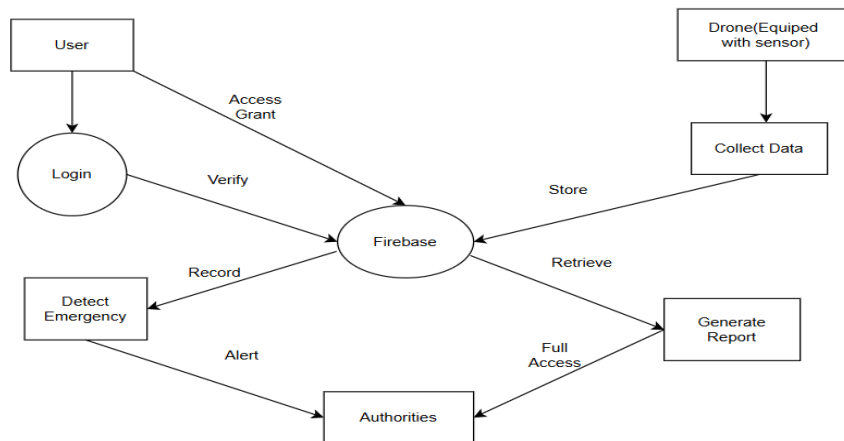 User
Drone(Equiped
with sensor)
Access
Grant
Collect Data
Login
Verify
Store
Firebase
Record
Retrieve
Detect
Emergency
Generate
Report
Alert
Full
Access
Authorities